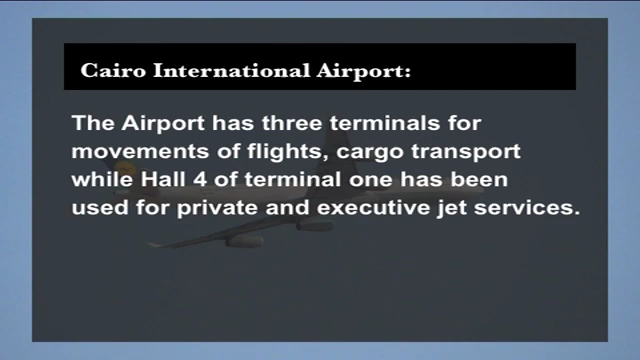 Cairo International Airport:
The Airport has three terminals for
movements of flights, cargo transport
while Hall 4 of terminal one has been
used for private and executive jet services.